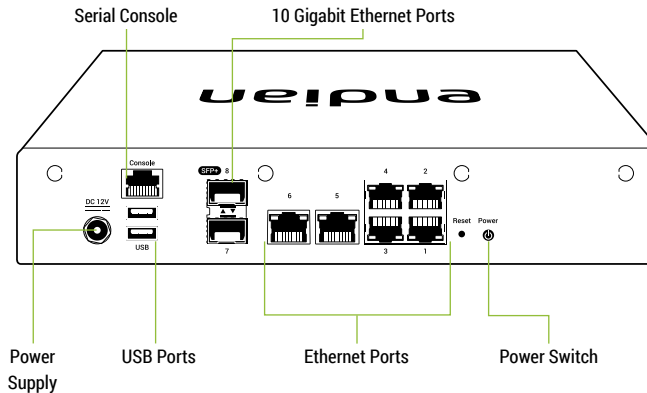 Serial Console
10 Gigabit Ethernet Ports
endian
Console
SFP+ 8
4 2
DC 12V
6 5
Reset Power
USB
7
3 1
Power
Supply
USB Ports
Ethernet Ports
Power Switch